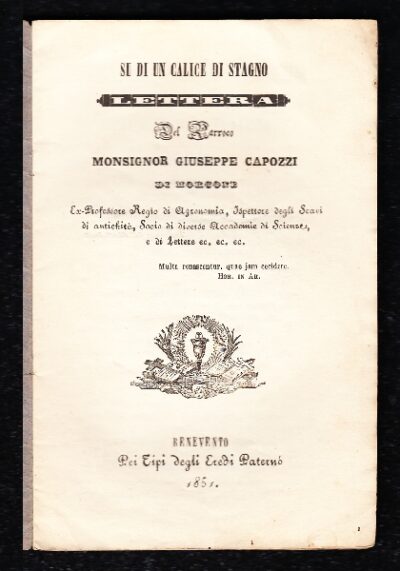 SU DI UN CALICE DI STAGNO
LETTERA
Del Parroco
MONSIGNOR GIUSEPPE CAPOZZI
DI MORCONE
Ex-Professore Regio di Agronomia, Ispettore degli Scavi
di antichità, Socio di diverse Accademie di Scienze,
e di Lettere ec. ec. ec.
Multa renascentur, quae jam cecidere.
HOR. IN AR.
BENEVENTO
Pei Tipi degli Eredi Paternò
1851.